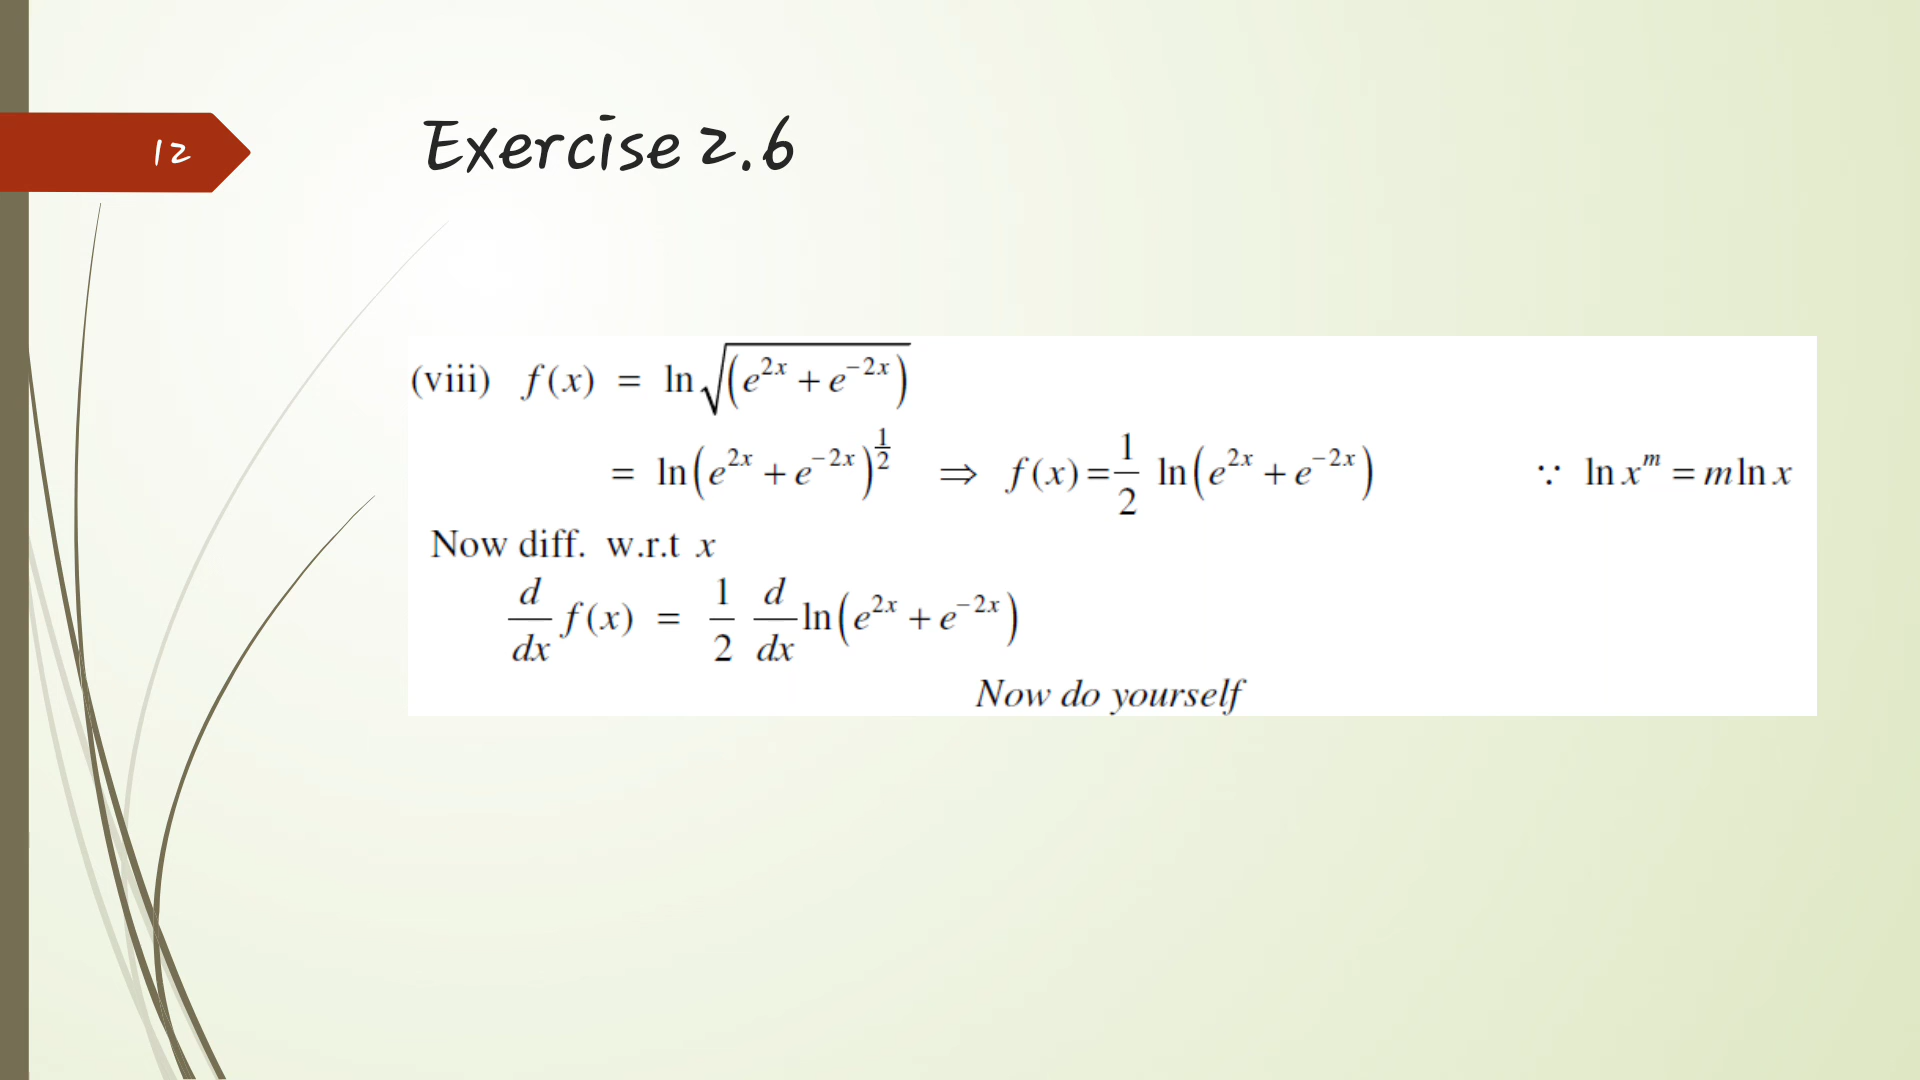 12
Exercise 2.6
(viii) f(x) = ln√(e^{2x} + e^{-2x})
= ln(e^{2x} + e^{-2x})^{1/2} ⇒ f(x) = 1/2 ln(e^{2x} + e^{-2x}) ∵ ln x^m = m ln x
Now diff. w.r.t x
d/dx f(x) = 1/2 d/dx ln(e^{2x} + e^{-2x})
Now do yourself